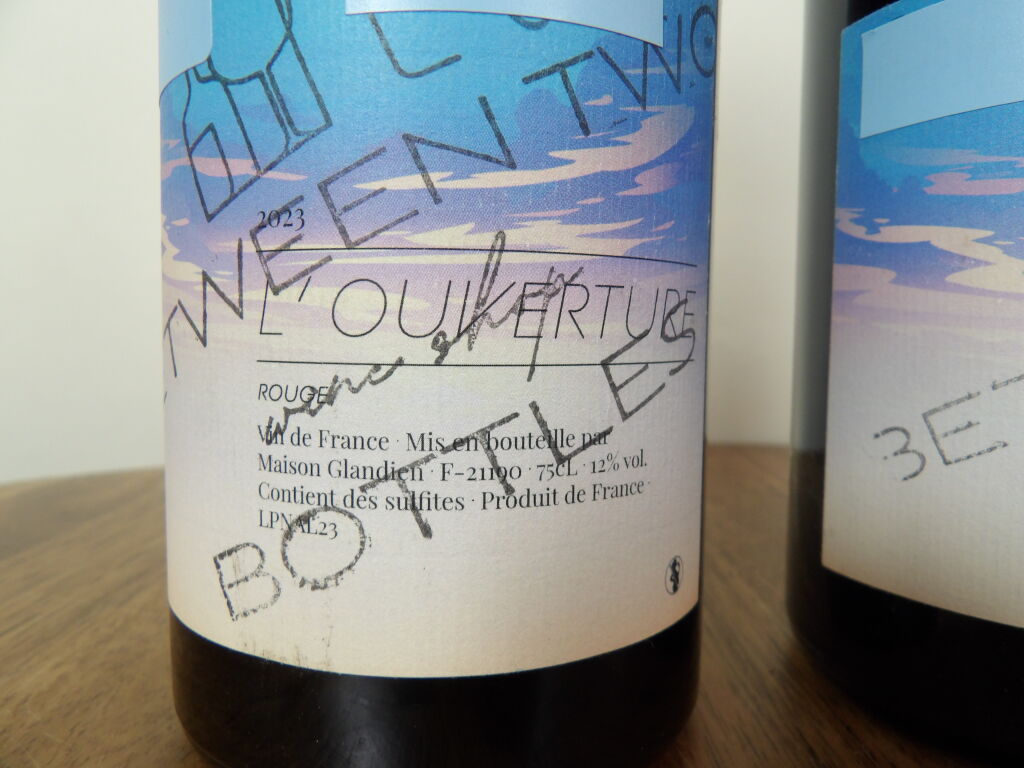 2023
L'OUVERTURE
ROUGE
Vin de France · Mis en bouteille par
Maison Glandien · F-21190 · 75cL · 12% vol.
Contient des sulfites · Produit de France ·
LPNAL23
TWEEN TWO
wine shop
BOTTLES
BET